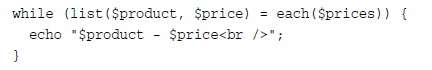 while (list($product, $price) = each($prices)) {
  echo "$product - $price<br />";
}